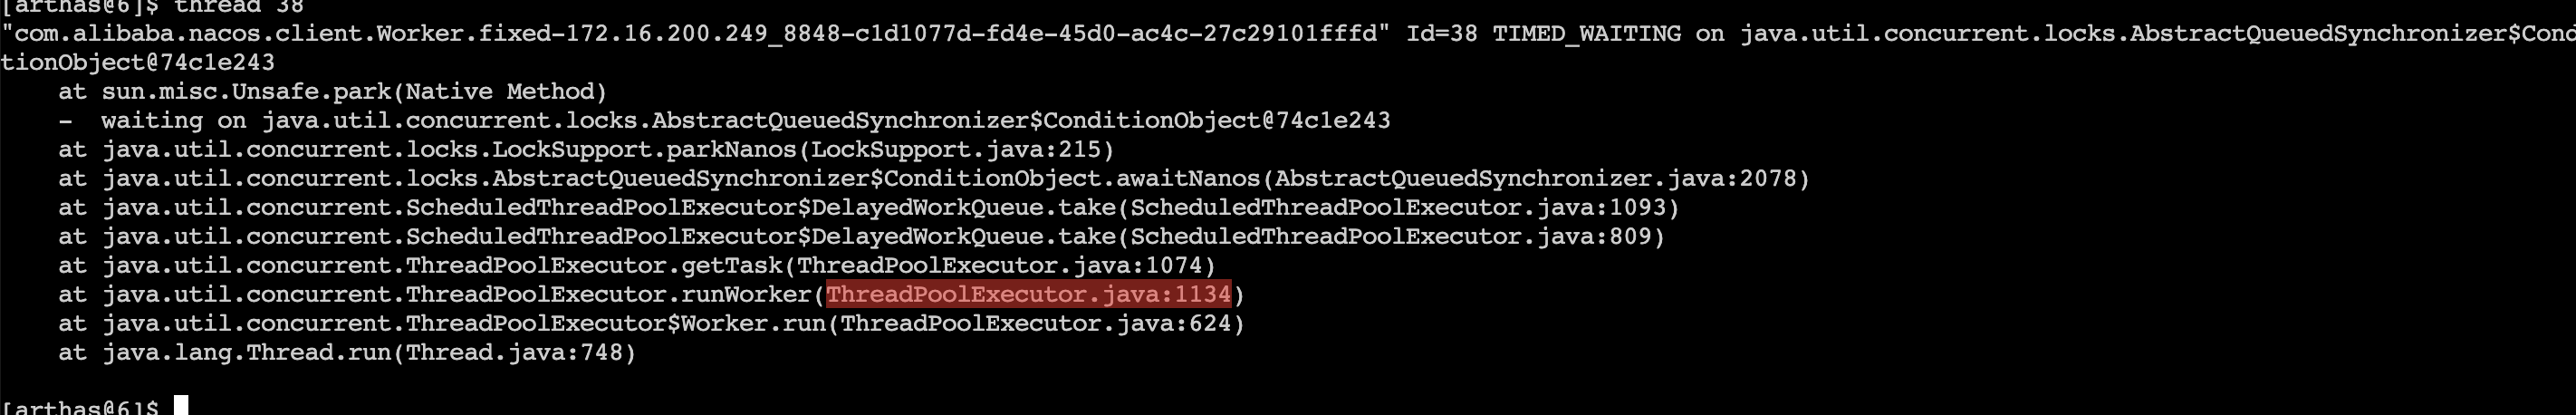 [arthas@6]$ thread 38
"com.alibaba.nacos.client.Worker.fixed-172.16.200.249_8848-c1d1077d-fd4e-45d0-ac4c-27c29101fffd" Id=38 TIMED_WAITING on java.util.concurrent.locks.AbstractQueuedSynchronizer$Cond
tionObject@74c1e243
    at sun.misc.Unsafe.park(Native Method)
    -  waiting on java.util.concurrent.locks.AbstractQueuedSynchronizer$ConditionObject@74c1e243
    at java.util.concurrent.locks.LockSupport.parkNanos(LockSupport.java:215)
    at java.util.concurrent.locks.AbstractQueuedSynchronizer$ConditionObject.awaitNanos(AbstractQueuedSynchronizer.java:2078)
    at java.util.concurrent.ScheduledThreadPoolExecutor$DelayedWorkQueue.take(ScheduledThreadPoolExecutor.java:1093)
    at java.util.concurrent.ScheduledThreadPoolExecutor$DelayedWorkQueue.take(ScheduledThreadPoolExecutor.java:809)
    at java.util.concurrent.ThreadPoolExecutor.getTask(ThreadPoolExecutor.java:1074)
    at java.util.concurrent.ThreadPoolExecutor.runWorker(ThreadPoolExecutor.java:1134)
    at java.util.concurrent.ThreadPoolExecutor$Worker.run(ThreadPoolExecutor.java:624)
    at java.lang.Thread.run(Thread.java:748)
[arthas@6]$